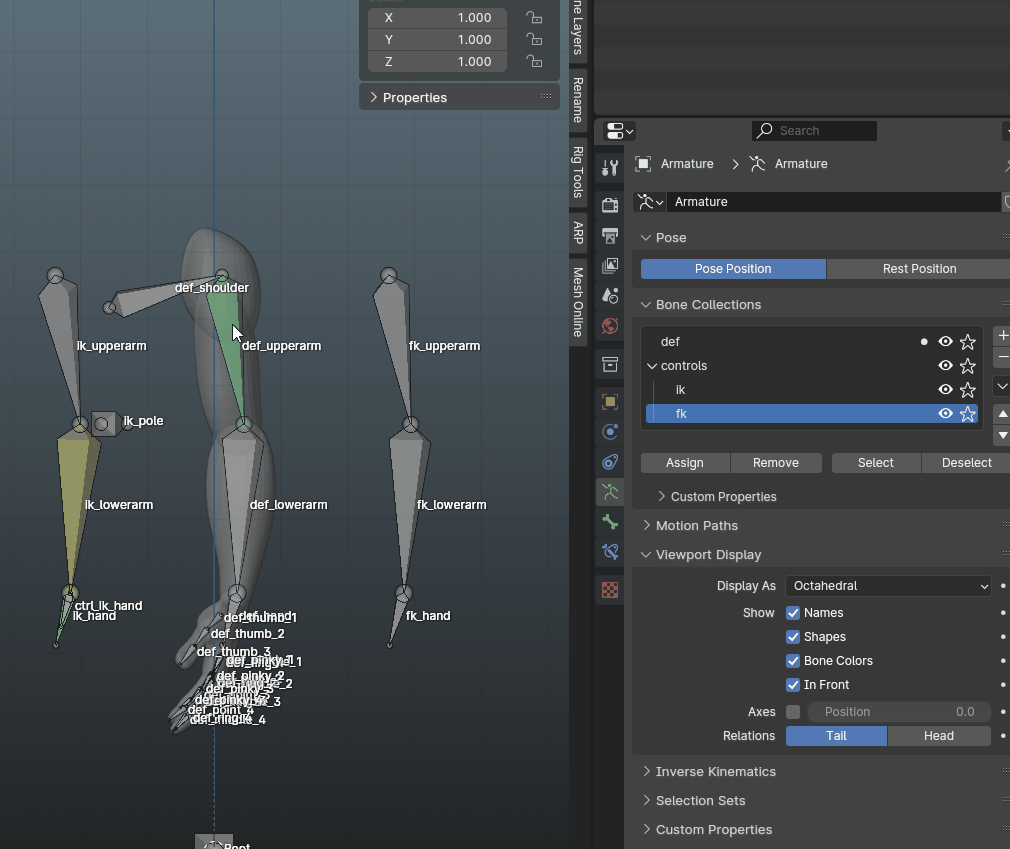 X 1.000
Y 1.000
Z 1.000
Properties
ne Layers
Rename
Rig Tools
ARP
Mesh Online
def_shoulder
ik_upperarm
def_upperarm
fk_upperarm
ik_pole
ik_lowerarm
def_lowerarm
fk_lowerarm
ctrl_ik_hand
ik_hand
def_hand
def_thumb_1
fk_hand
def_thumb_2
def_thumb_3
def_pinky_1
def_pinky_2
def_pinky_3
def_point_4
Root
Search
Armature > Armature
Armature
Pose
Pose Position Rest Position
Bone Collections
def
controls
ik
fk
Assign Remove Select Deselect
Custom Properties
Motion Paths
Viewport Display
Display As Octahedral
Show Names
Shapes
Bone Colors
In Front
Axes Position 0.0
Relations Tail Head
Inverse Kinematics
Selection Sets
Custom Properties